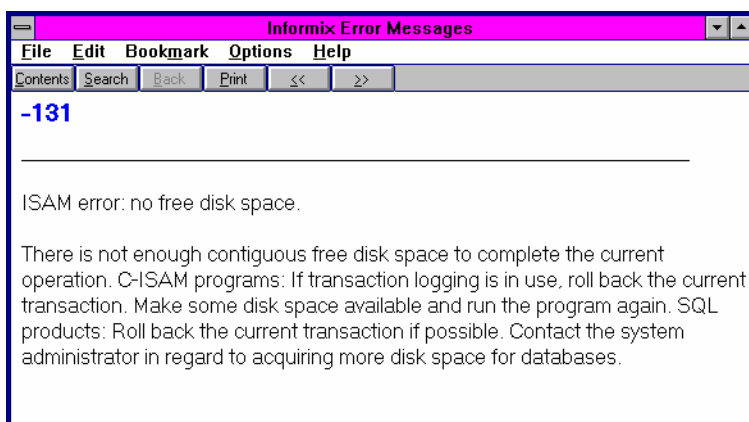 Informix Error Messages
File Edit Bookmark Options Help
Contents Search Back Print << >>
-131
ISAM error: no free disk space.
There is not enough contiguous free disk space to complete the current
operation. C-ISAM programs: If transaction logging is in use, roll back the current
transaction. Make some disk space available and run the program again. SQL
products: Roll back the current transaction if possible. Contact the system
administrator in regard to acquiring more disk space for databases.